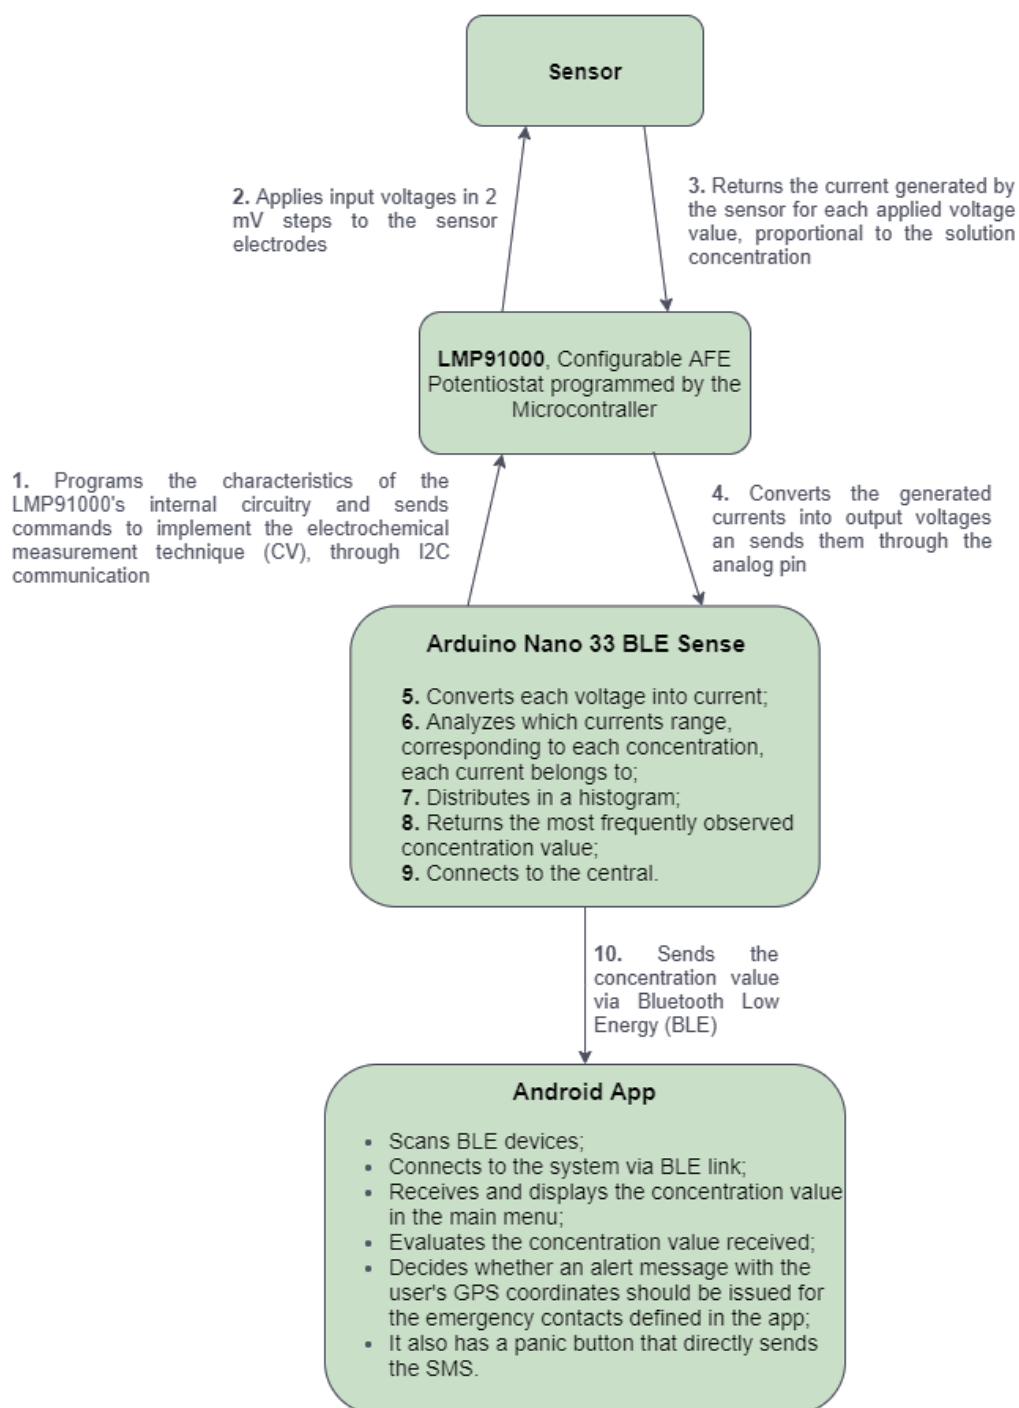 Sensor
2. Applies input voltages in 2
mV steps to the sensor
electrodes
3. Returns the current generated by
the sensor for each applied voltage
value, proportional to the solution
concentration
LMP91000, Configurable AFE
Potentiostat programmed by the
Microcontraller
1. Programs the characteristics of the
LMP91000's internal circuitry and sends
commands to implement the electrochemical
measurement technique (CV), through I2C
communication
4. Converts the generated
currents into output voltages
an sends them through the
analog pin
Arduino Nano 33 BLE Sense
5. Converts each voltage into current;
6. Analyzes which currents range,
corresponding to each concentration,
each current belongs to;
7. Distributes in a histogram;
8. Returns the most frequently observed
concentration value;
9. Connects to the central.
10. Sends the
concentration value
via Bluetooth Low
Energy (BLE)
Android App
• Scans BLE devices;
• Connects to the system via BLE link;
• Receives and displays the concentration value
in the main menu;
• Evaluates the concentration value received;
• Decides whether an alert message with the
user's GPS coordinates should be issued for
the emergency contacts defined in the app;
• It also has a panic button that directly sends
the SMS.